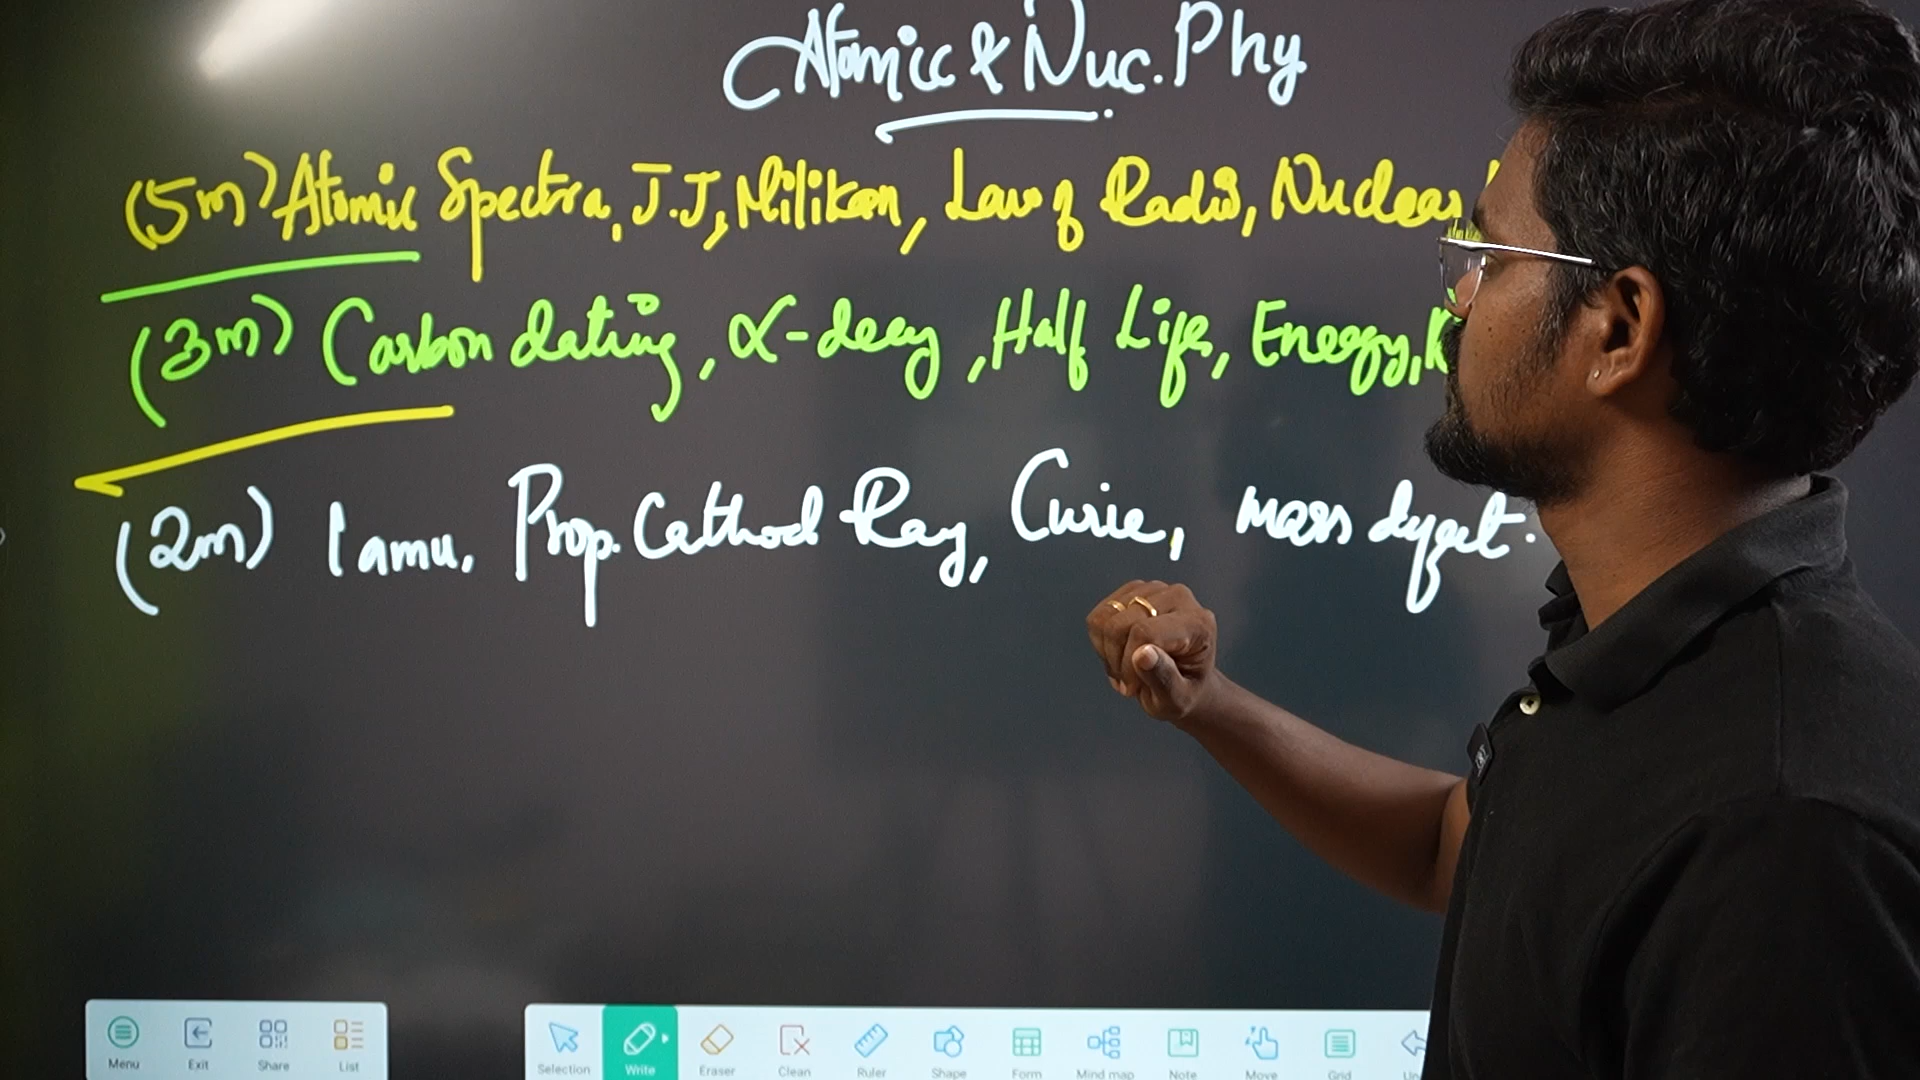 Atomic & Nuc. Phy
(5m) Atomic Spectra, J.J, Milikan, Law of Radio, Nuclear
(3m) Carbon dating, α-decy, Half Life, Energy,
(2m) 1 amu, Prop. Cathod Ray, Curie, mass
Menu Exit Share List
Selection Write Eraser Clean Ruler Shape Form Mind map Note Move Grid